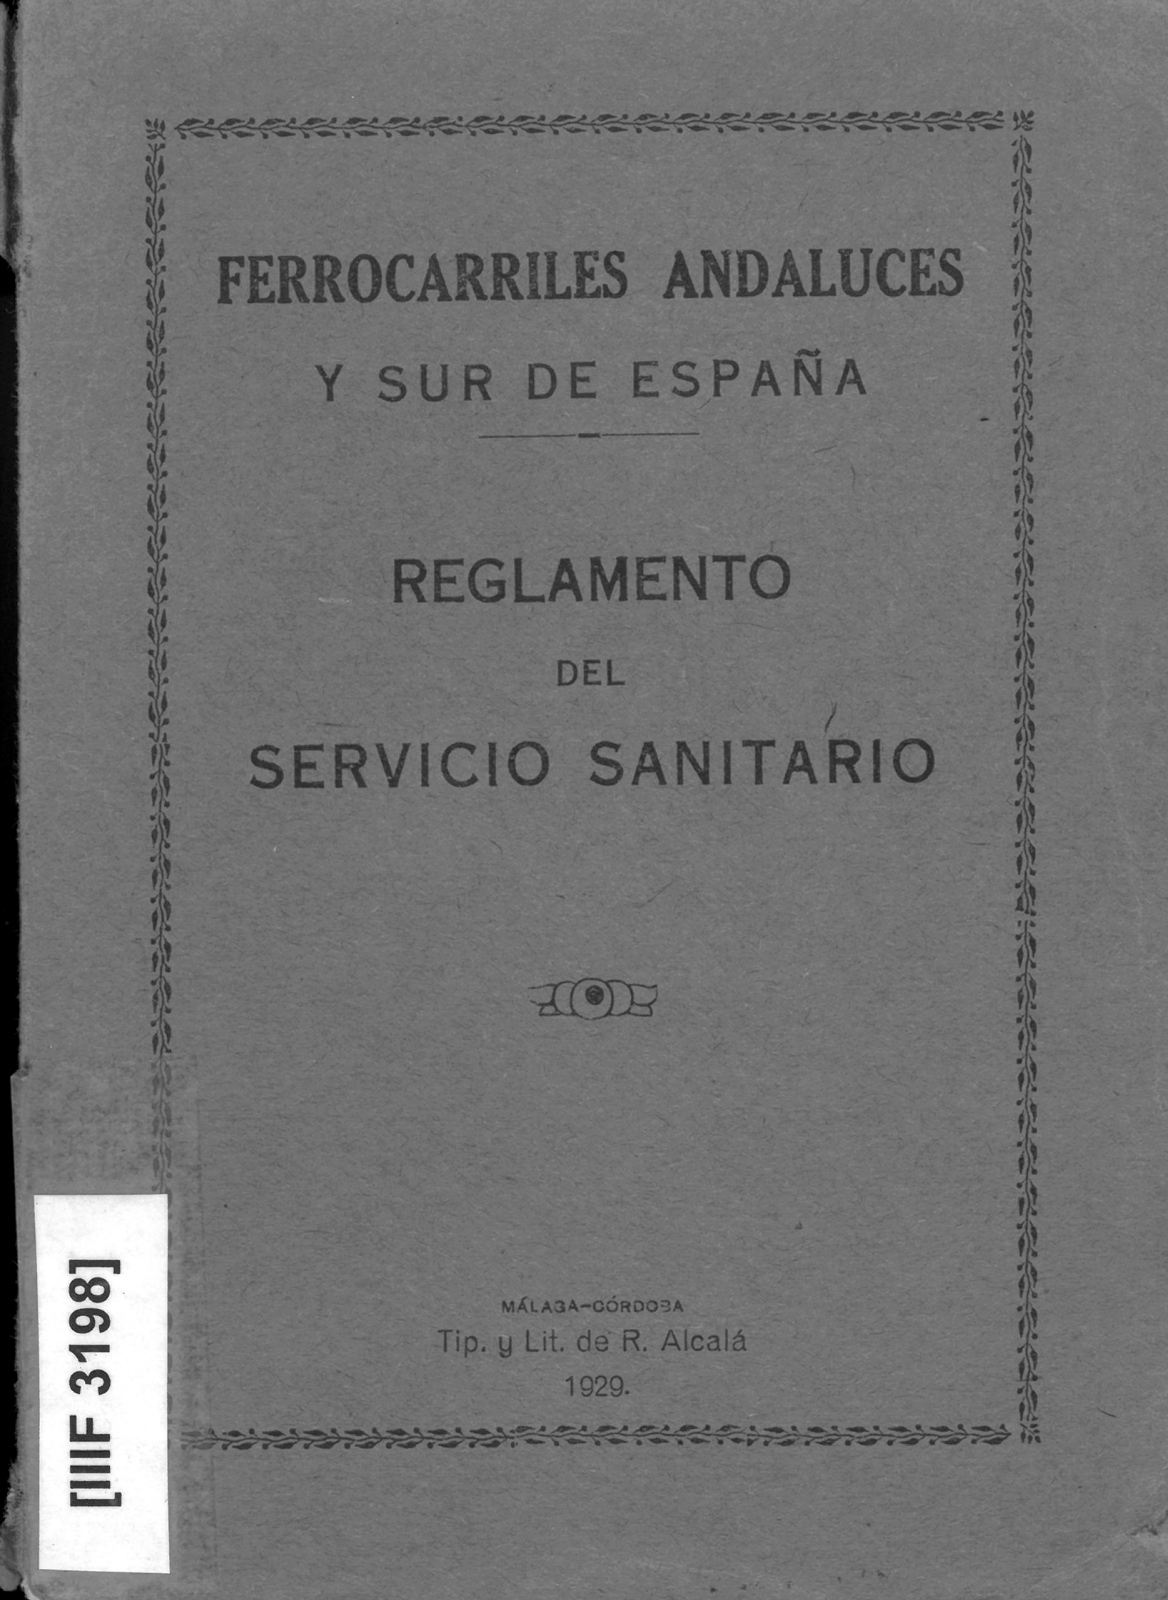 FERROCARRILES ANDALUCES
Y SUR DE ESPAÑA
REGLAMENTO
DEL
SERVICIO SANITARIO
MÁLAGA-CÓRDOBA
Tip. y Lit. de R. Alcalá
1929.
[IIIF 3198]